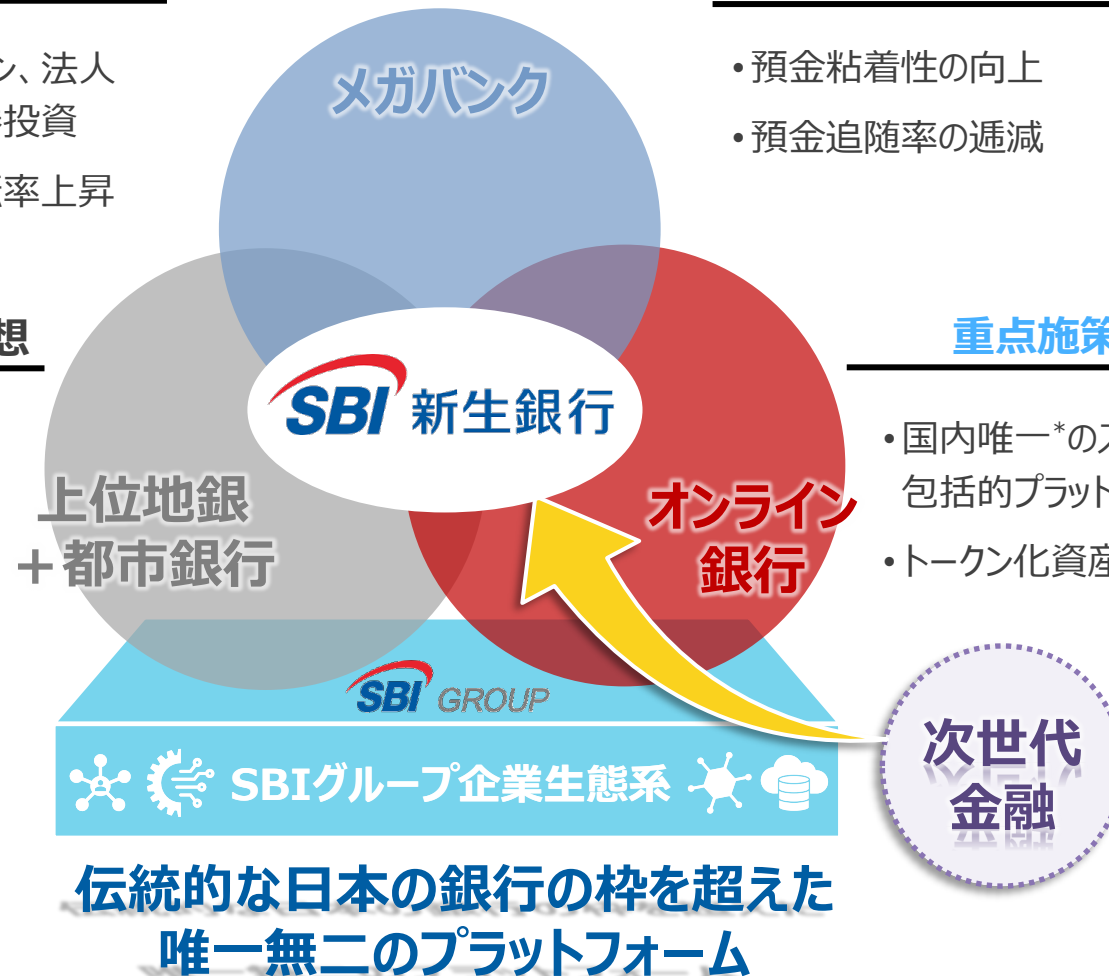 ン、法人
投資
率上昇
メガバンク
•預金粘着性の向上
•預金追随率の逓減
想
重点施策
SBI 新生銀行
•国内唯一*の
包括的プラット
•トークン化資産
上位地銀
+都市銀行
オンライン
銀行
SBI GROUP
SBIグループ企業生態系
次世代
金融
伝統的な日本の銀行の枠を超えた
唯一無二のプラットフォーム